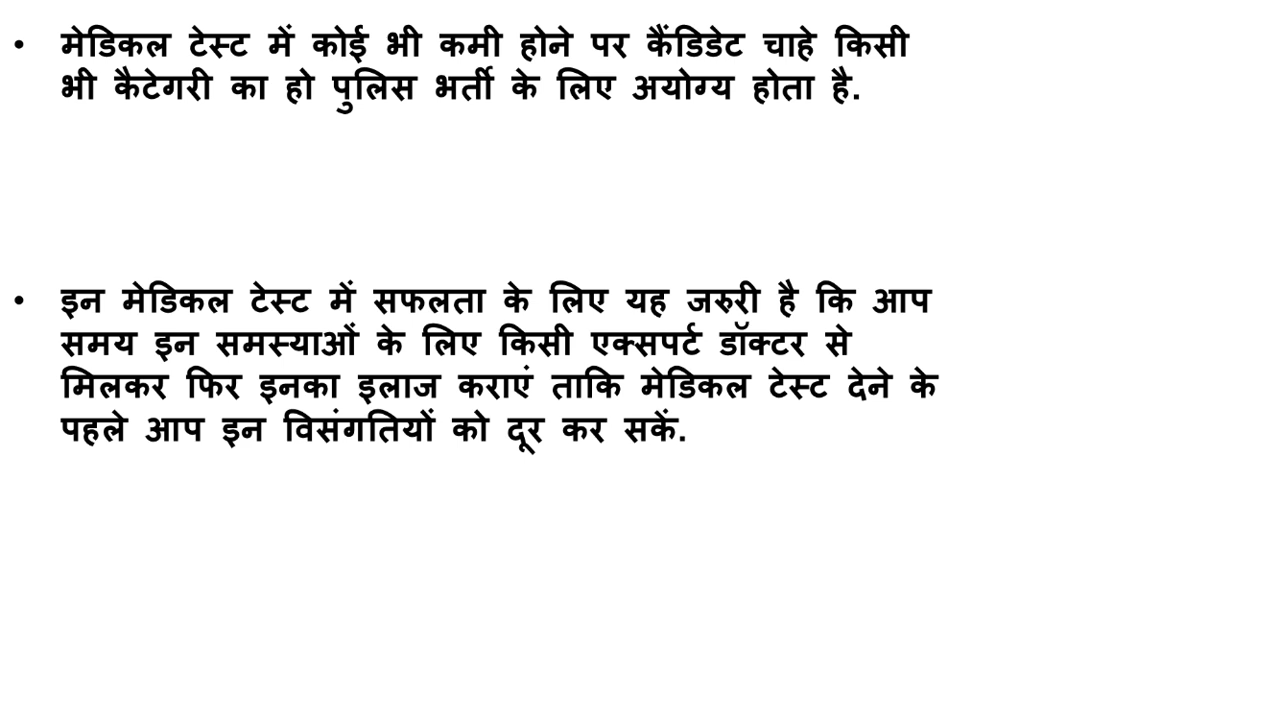 • मेडिकल टेस्ट में कोई भी कमी होने पर कैंडिडेट चाहे किसी
भी कैटेगरी का हो पुलिस भर्ती के लिए अयोग्य होता है.
• इन मेडिकल टेस्ट में सफलता के लिए यह जरुरी है कि आप
समय इन समस्याओं के लिए किसी एक्सपर्ट डॉक्टर से
मिलकर फिर इनका इलाज कराएं ताकि मेडिकल टेस्ट देने के
पहले आप इन विसंगतियों को दूर कर सकें.